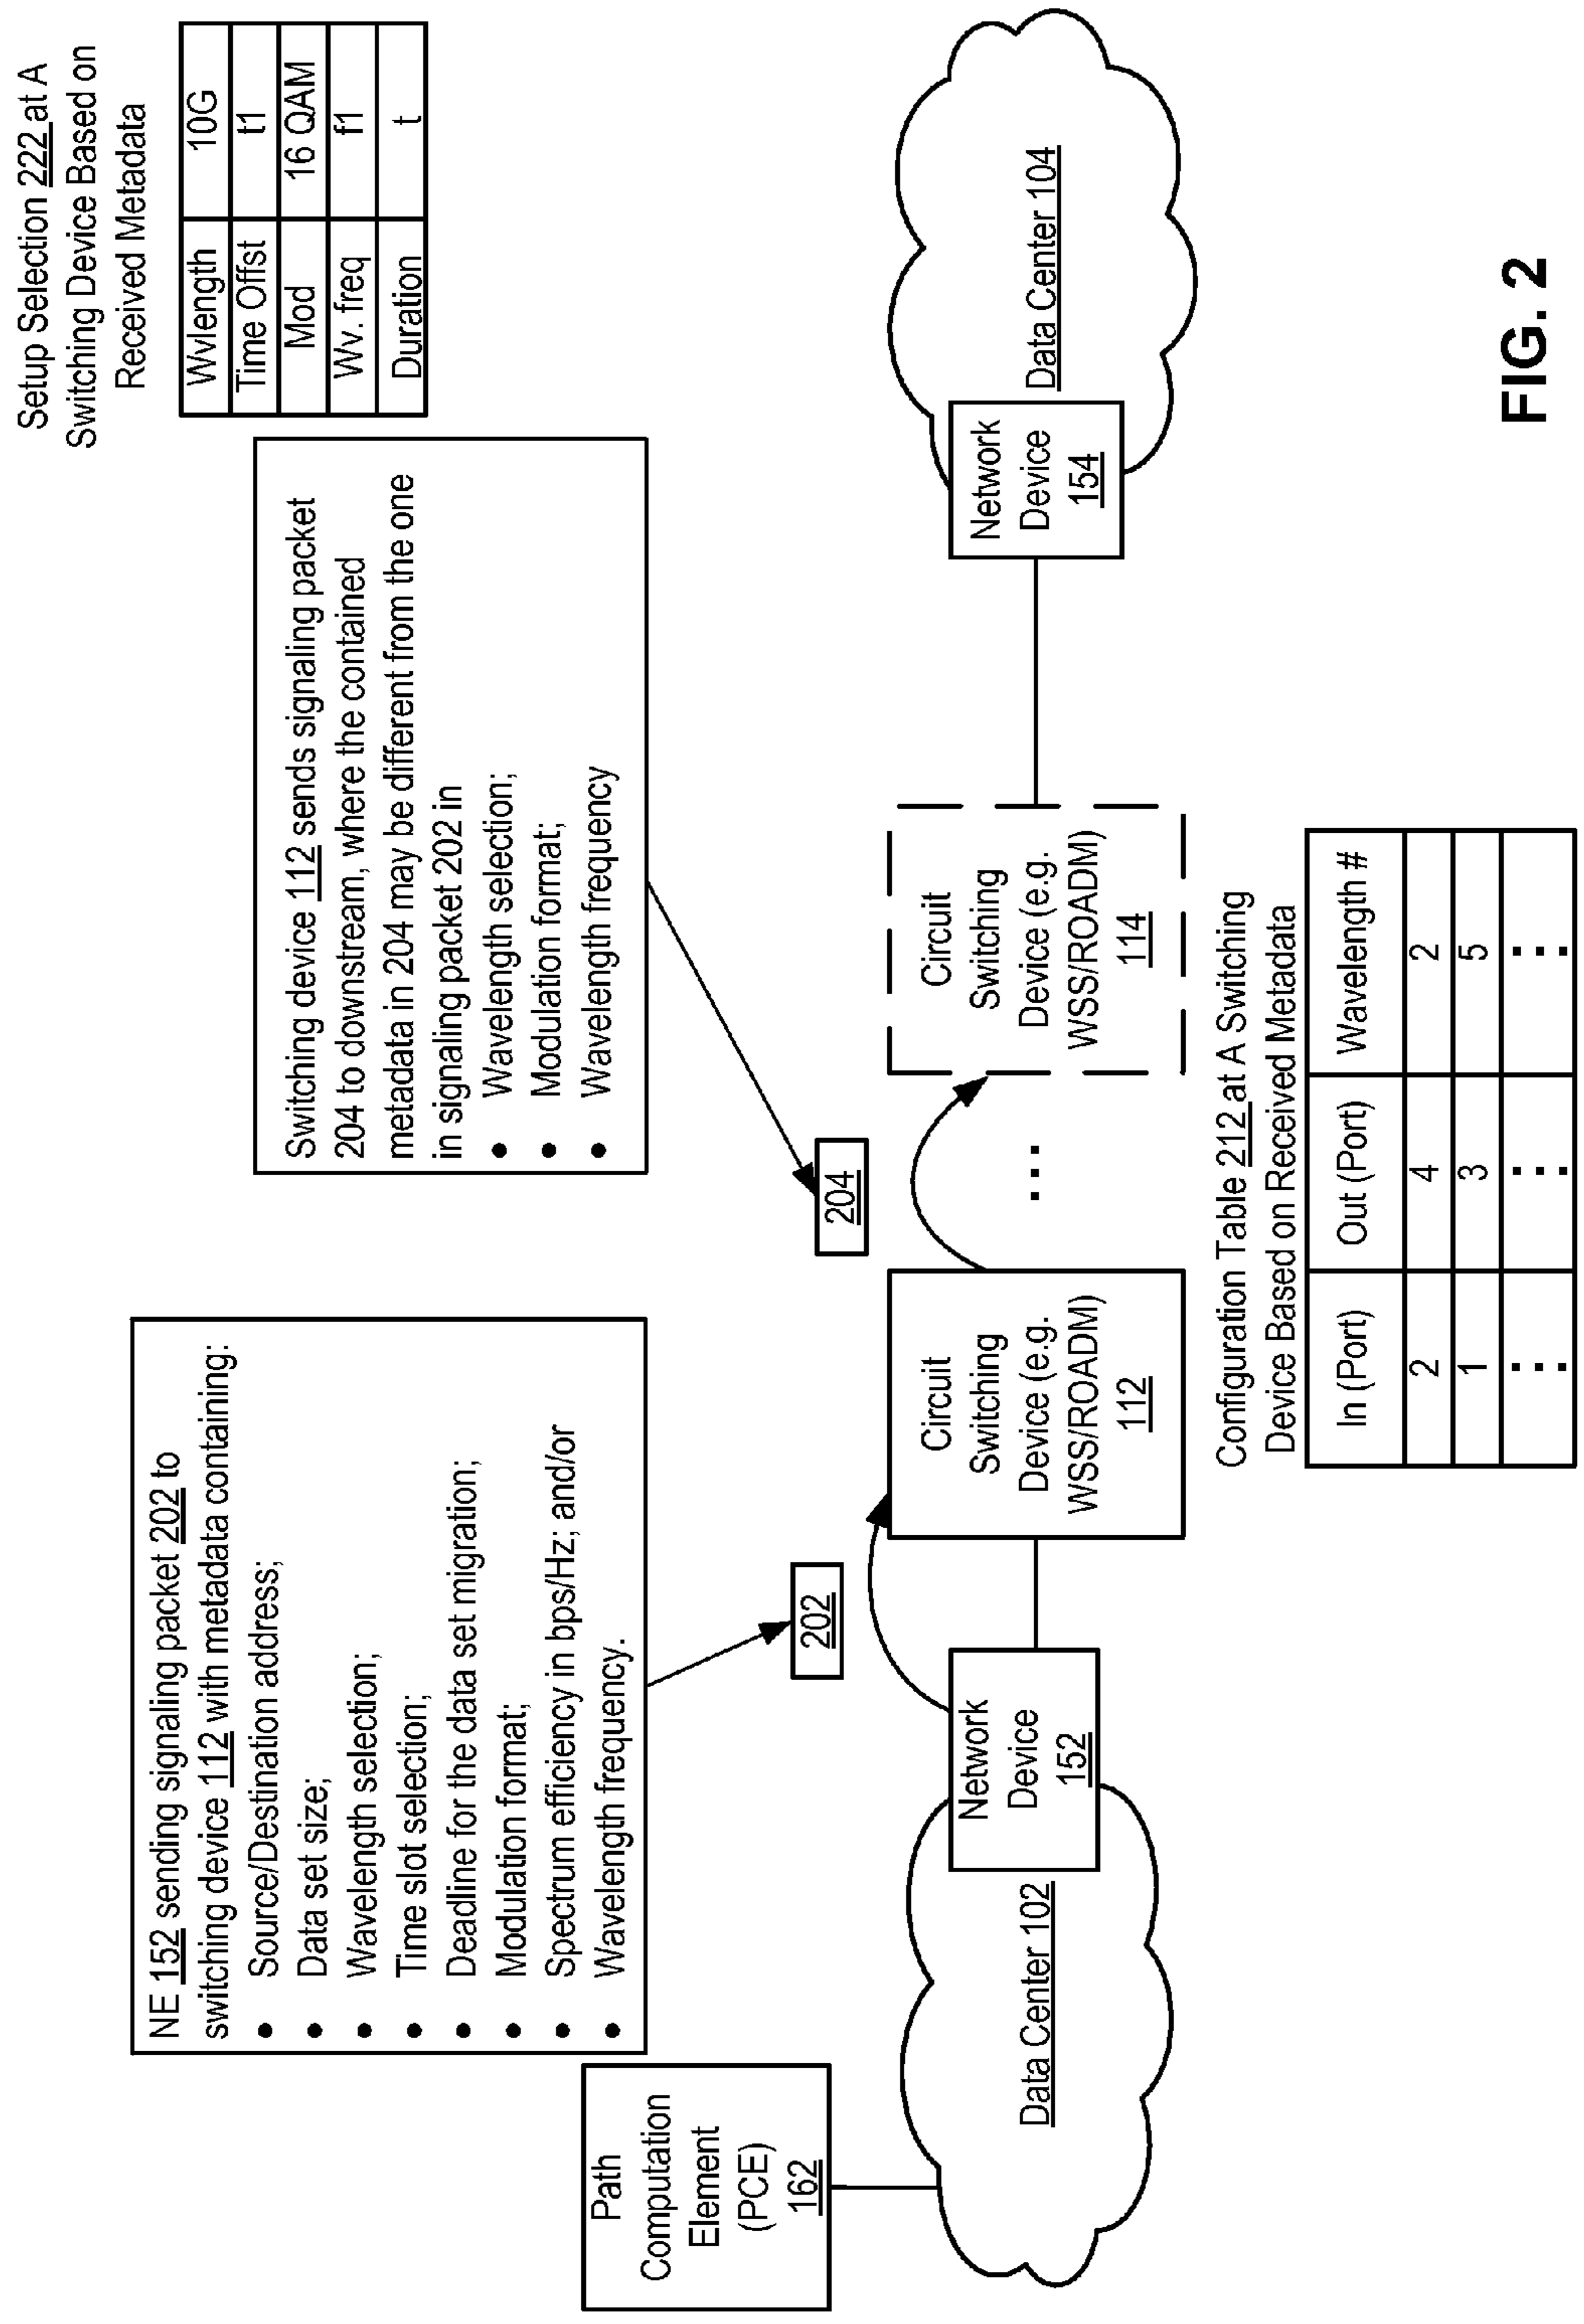 Setup Selection 222 at A
Switching Device Based on
Received Metadata
Wvlength 10G
Time Offst t1
Mod 16 QAM
Wv. freq f1
Duration t
NE 152 sending signaling packet 202 to
switching device 112 with metadata containing:
• Source/Destination address;
• Data set size;
• Wavelength selection;
• Time slot selection;
• Deadline for the data set migration;
• Modulation format;
• Spectrum efficiency in bps/Hz; and/or
• Wavelength frequency.
Switching device 112 sends signaling packet
204 to downstream, where the contained
metadata in 204 may be different from the one
in signaling packet 202 in
• Wavelength selection;
• Modulation format;
• Wavelength frequency
Path
Computation
Element
(PCE)
162
202
204
Data Center 102
Network
Device
152
Circuit
Switching
Device (e.g.
WSS/ROADM)
112
...
Circuit
Switching
Device (e.g.
WSS/ROADM)
114
Network
Device
154
Data Center 104
Configuration Table 212 at A Switching
Device Based on Received Metadata
In (Port) Out (Port) Wavelength #
2 4 2
1 3 5
... ... ...
FIG. 2